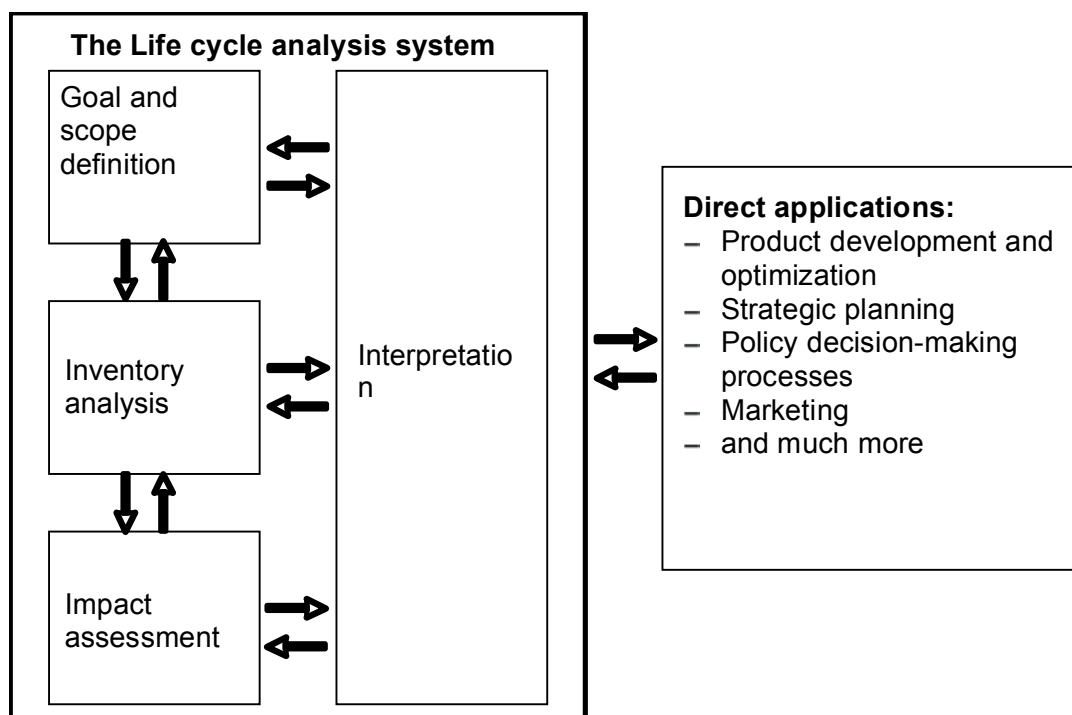 The Life cycle analysis system
Goal and
scope
definition
Inventory
analysis
Impact
assessment
Interpretatio
n
Direct applications:
– Product development and
optimization
– Strategic planning
– Policy decision-making
processes
– Marketing
– and much more